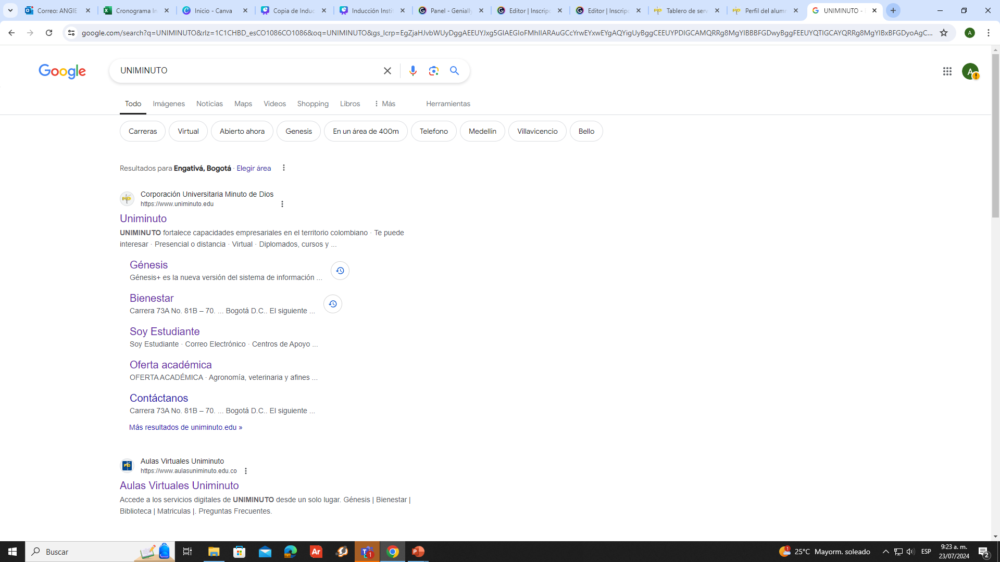 Correo: ANGIE
Cronograma In
Inicio - Canva
Copia de Induc
Inducción Instit
Panel - Genially
Editor | Inscripc
Editor | Inscripc
Tablero de serv
Perfil del alumn
UNIMINUTO -
google.com/search?q=UNIMINUTO&rlz=1C1CHBD_esCO1086CO1086&oq=UNIMINUTO&gs_lcrp=EgZjaHJvbWUyDggAEEUYJxg5GIAEGIoFMhIIARAuGCcYrwEYxwEYgAQYigUyBggCEEUYPDIGCAMQRRg8MgYIBBBFGDwyBggFEEUYQTIGCAYQRRg8MgYIBxBFGDyoAgC...
A
Google
UNIMINUTO
A
Todo
Imágenes
Noticias
Maps
Videos
Shopping
Libros
Más
Herramientas
Carreras
Virtual
Abierto ahora
Genesis
En un área de 400m
Telefono
Medellin
Villavicencio
Bello
Resultados para Engativá, Bogotá · Elegir área
Corporación Universitaria Minuto de Dios
https://www.uniminuto.edu
Uniminuto
UNIMINUTO fortalece capacidades empresariales en el territorio colombiano · Te puede
interesar · Presencial o distancia · Virtual · Diplomados, cursos y ...
Génesis
Génesis+ es la nueva versión del sistema de información ...
Bienestar
Carrera 73A No. 81B – 70. ... Bogotá D.C.. El siguiente ...
Soy Estudiante
Soy Estudiante · Correo Electrónico · Centros de Apoyo ...
Oferta académica
OFERTA ACADÉMICA · Agronomía, veterinaria y afines ...
Contáctanos
Carrera 73A No. 81B – 70. ... Bogotá D.C.. El siguiente ...
Más resultados de uniminuto.edu »
Aulas Virtuales Uniminuto
https://www.aulasuniminuto.edu.co
Aulas Virtuales Uniminuto
Accede a los servicios digitales de UNIMINUTO desde un solo lugar. Génesis | Bienestar |
Biblioteca | Matriculas |. Preguntas Frecuentes.
Buscar
Ar
1
1
25°C Mayorm. soleado
ESP
9:23 a. m.
23/07/2024
2